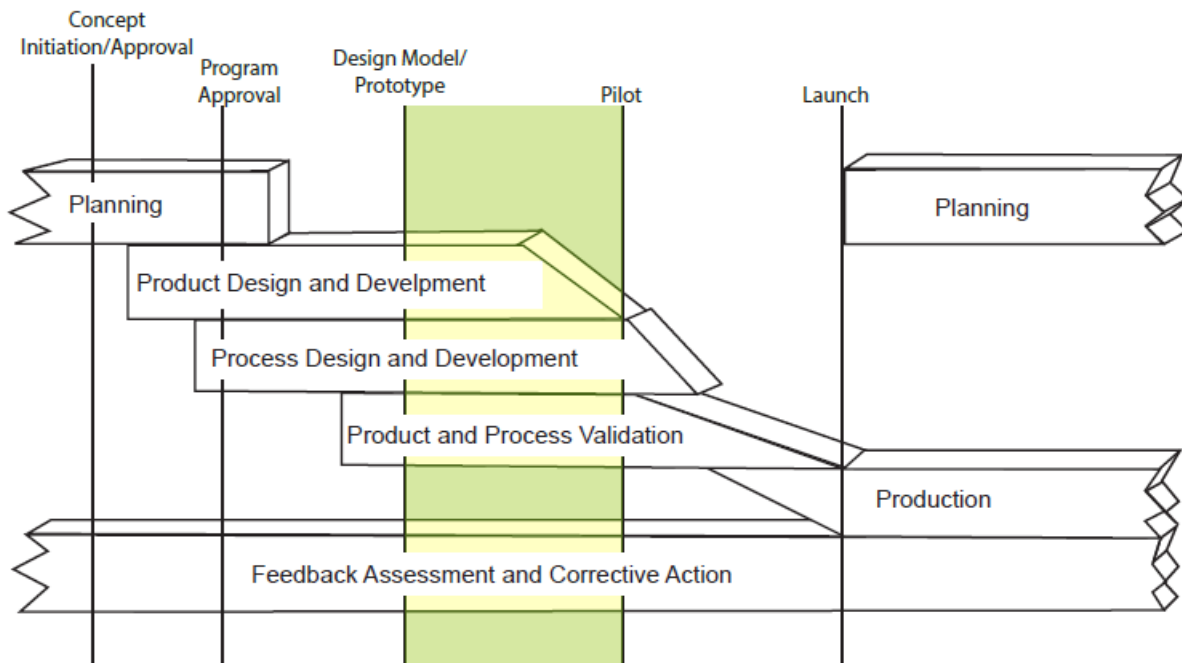 Concept
Initiation/Approval
Program
Approval
Design Model/
Prototype
Pilot
Launch
Planning
Planning
Product Design and Develpment
Process Design and Development
Product and Process Validation
Production
Feedback Assessment and Corrective Action